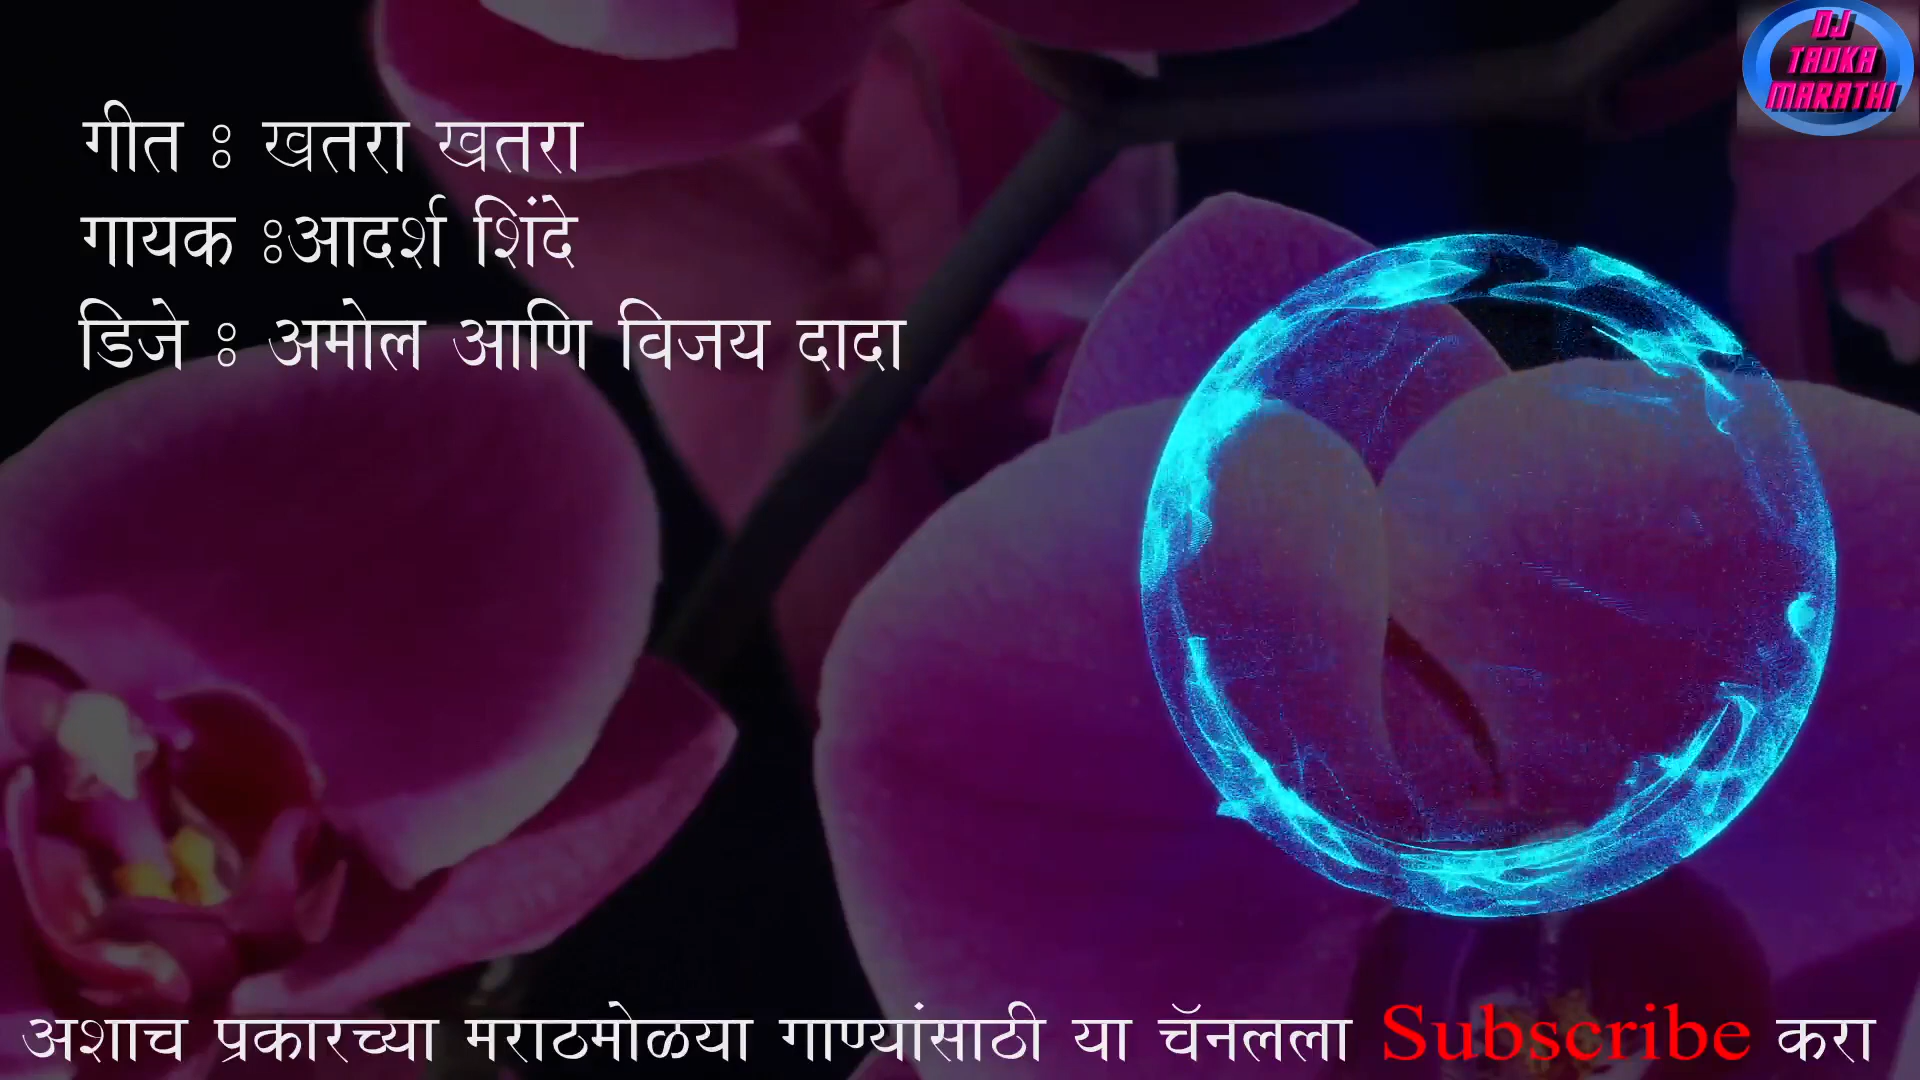 DJ
TADKA
MARATHI
गीत : खतरा खतरा
गायक :आदर्श शिंदे
डिजे : अमोल आणि विजय दादा
अशाच प्रकारच्या मराठमोळया गाण्यांसाठी या चॅनलला Subscribe करा